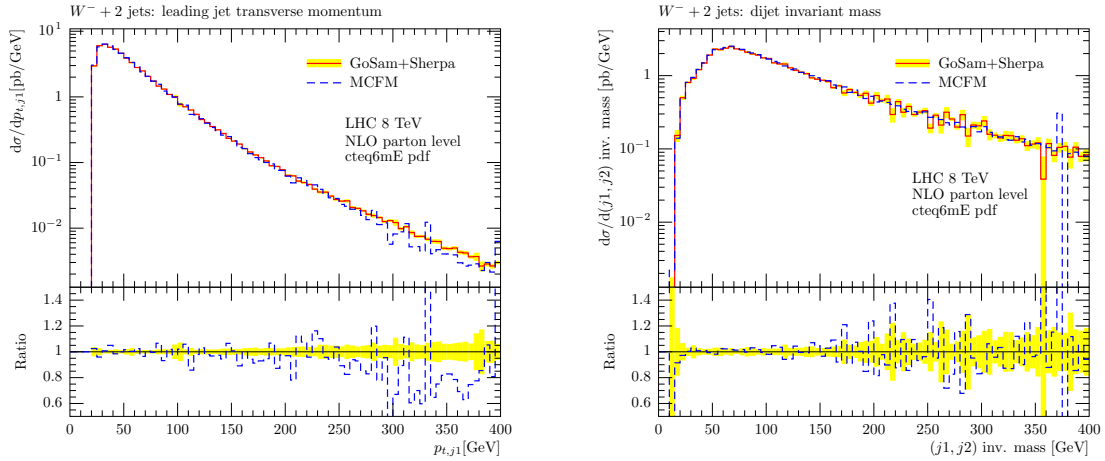 W⁻ + 2 jets: leading jet transverse momentum
dσ/dp_{t,j1}[pb/GeV]
10¹
1
10⁻¹
10⁻²
GoSam+Sherpa
MCFM
LHC 8 TeV
NLO parton level
cteq6mE pdf
Ratio
1.4
1.2
1
0.8
0.6
0
50
100
150
200
250
300
350
400
p_{t,j1}[GeV]
W⁻ + 2 jets: dijet invariant mass
dσ/d(j1, j2) inv. mass [pb/GeV]
1
10⁻¹
10⁻²
GoSam+Sherpa
MCFM
LHC 8 TeV
NLO parton level
cteq6mE pdf
Ratio
1.4
1.2
1
0.8
0.6
0
50
100
150
200
250
300
350
400
(j1, j2) inv. mass [GeV]